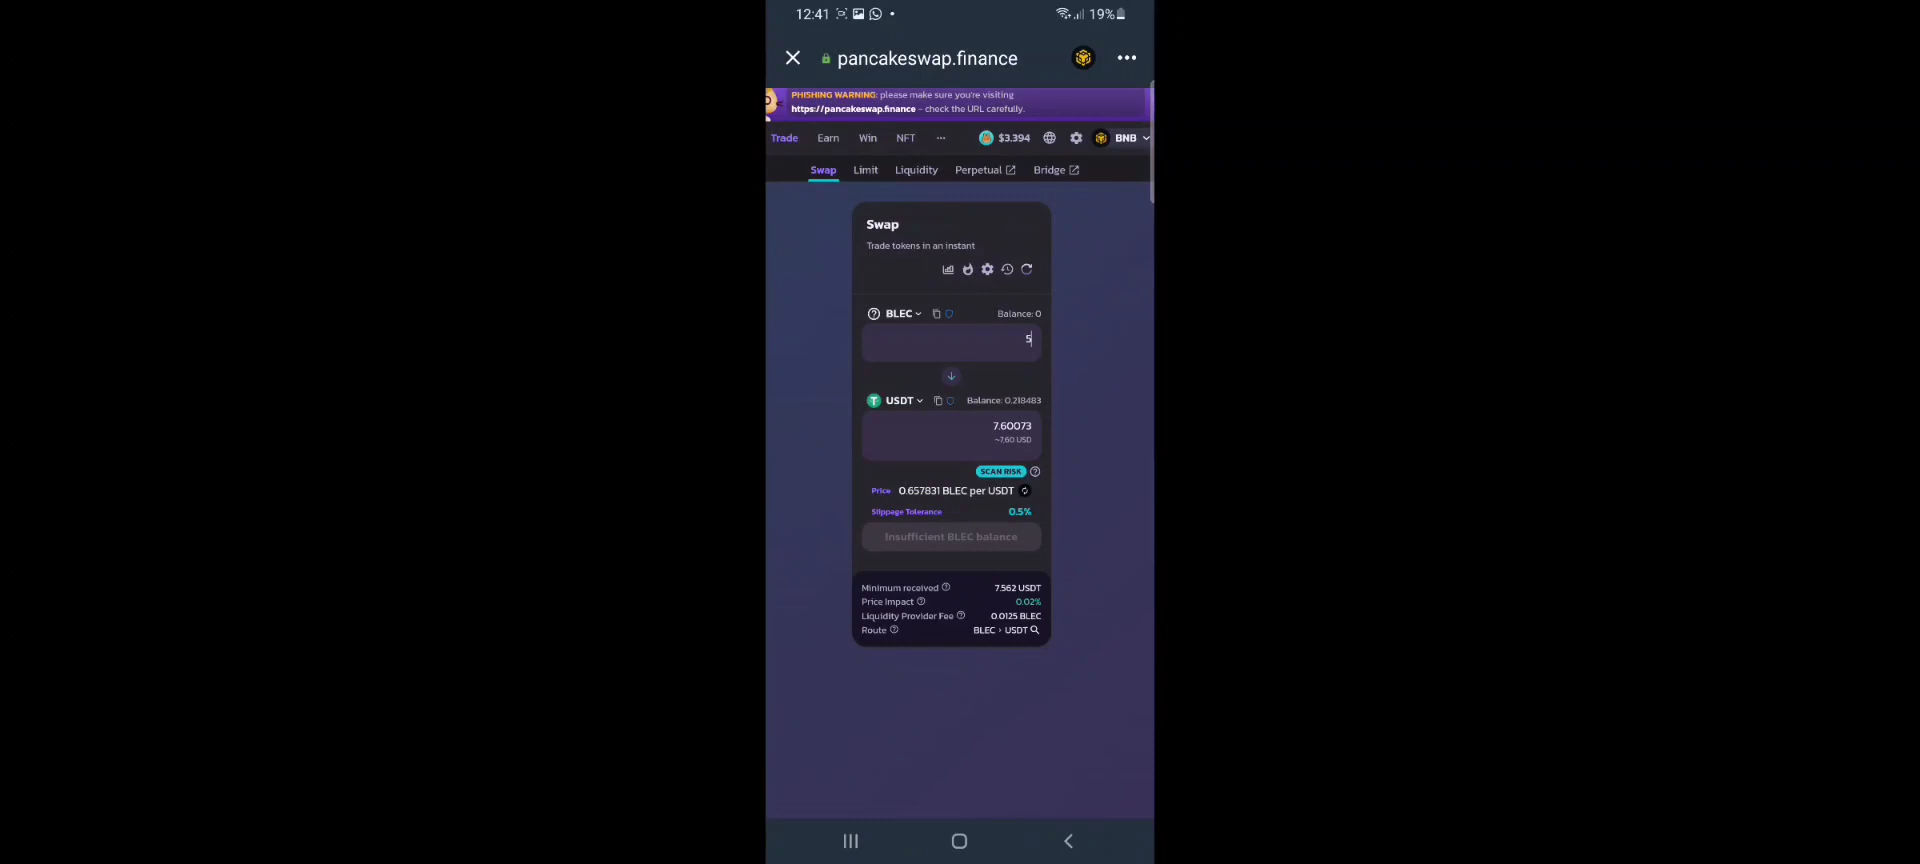 12:41 19%
pancakeswap.finance
PHISHING WARNING: please make sure you're visiting
https://pancakeswap.finance - check the URL carefully.
Trade Earn Win NFT $3.394 BNB
Swap Limit Liquidity Perpetual Bridge
Swap
Trade tokens in an instant
BLEC Balance: 0
5
USDT Balance: 0.218483
7.60073
~7.60 USD
SCAN RISK
Price 0.657831 BLEC per USDT
Slippage Tolerance 0.5%
Insufficient BLEC balance
Minimum received 7.562 USDT
Price Impact 0.02%
Liquidity Provider Fee 0.0125 BLEC
Route BLEC > USDT